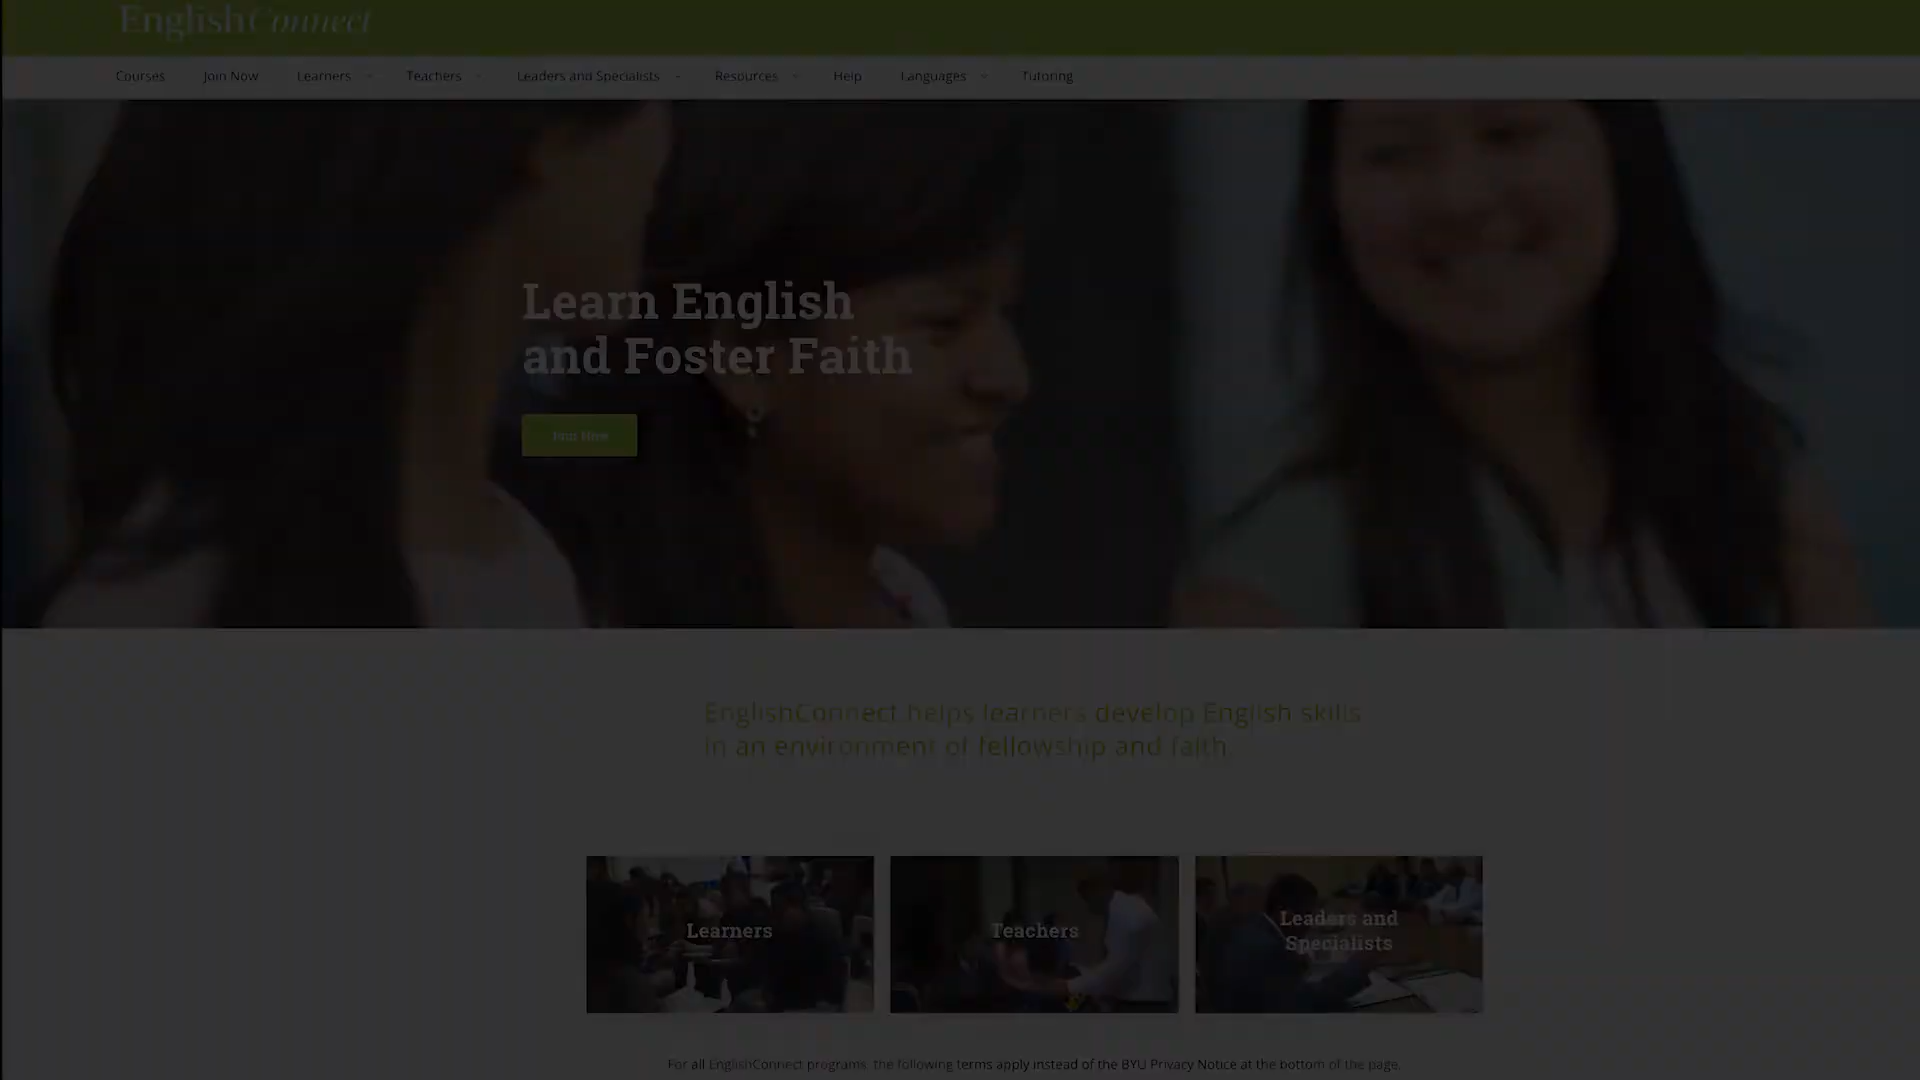 EnglishConnect
Courses Join Now Learners Teachers Leaders and Specialists Resources Help Languages Tutoring
Learn English
and Foster Faith
Join Now
EnglishConnect helps learners develop English skills
in an environment of fellowship and faith.
Learners
Teachers
Leaders and
Specialists
For all EnglishConnect programs, the following terms apply instead of the BYU Privacy Notice at the bottom of the page.